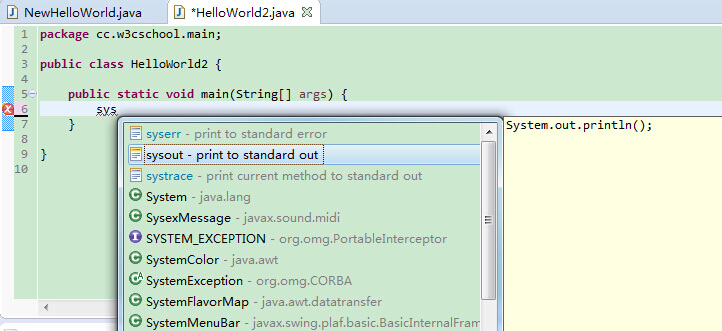 NewHelloWorld.java
*HelloWorld2.java
1 package cc.w3cschool.main;
2
3 public class HelloWorld2 {
4
5 public static void main(String[] args) {
6 sys
7 }
8
9 }
10
syserr - print to standard error
sysout - print to standard out
systrace - print current method to standard out
System - java.lang
SysexMessage - javax.sound.midi
SYSTEM_EXCEPTION - org.omg.PortableInterceptor
SystemColor - java.awt
SystemException - org.omg.CORBA
SystemFlavorMap - java.awt.datatransfer
SystemMenuBar - javax.swing.plaf.basic.BasicInternalFram
System.out.println();